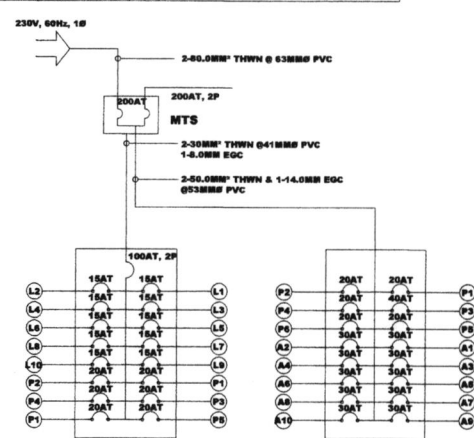 230V, 60Hz, 1Ø
2-80.0MM² THWN @ 63MMØ PVC
200AT
200AT, 2P
MTS
2-30MM² THWN @41MMØ PVC
1-8.0MM EGC
2-50.0MM² THWN & 1-14.0MM EGC
@53MMØ PVC
100AT, 2P
L2 15AT 15AT L1
L4 15AT 15AT L3
L6 15AT 15AT L5
L8 15AT 15AT L7
L10 15AT 15AT L9
P2 20AT 20AT P1
P4 20AT 20AT P3
P1 20AT 20AT P5
P2 20AT 20AT P1
P4 20AT 40AT P3
P6 20AT 20AT P5
A2 30AT 30AT A1
A4 30AT 30AT A3
A6 30AT 30AT A5
A8 30AT 30AT A7
A10 30AT 30AT A9